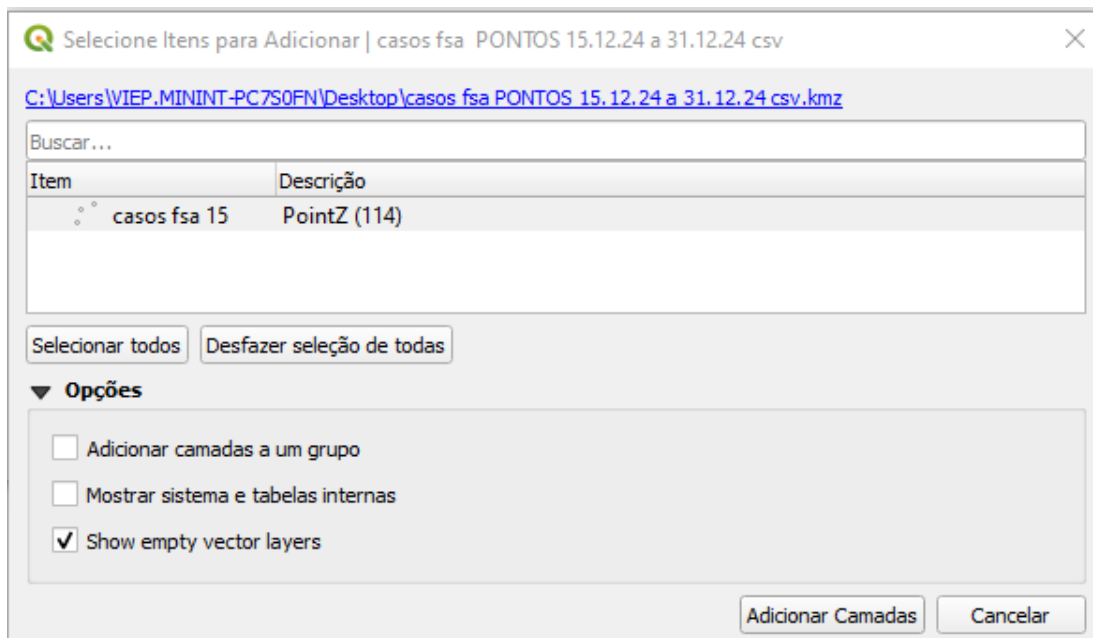 Selecione Itens para Adicionar | casos fsa  PONTOS 15.12.24 a 31.12.24 csv
C:\Users\VIEP.MININT-PC7S0FN\Desktop\casos fsa PONTOS 15.12.24 a 31.12.24 csv.kmz
Buscar...
Item Descrição
casos fsa 15 PointZ (114)
Selecionar todos Desfazer seleção de todas
Opções
Adicionar camadas a um grupo
Mostrar sistema e tabelas internas
Show empty vector layers
Adicionar Camadas Cancelar